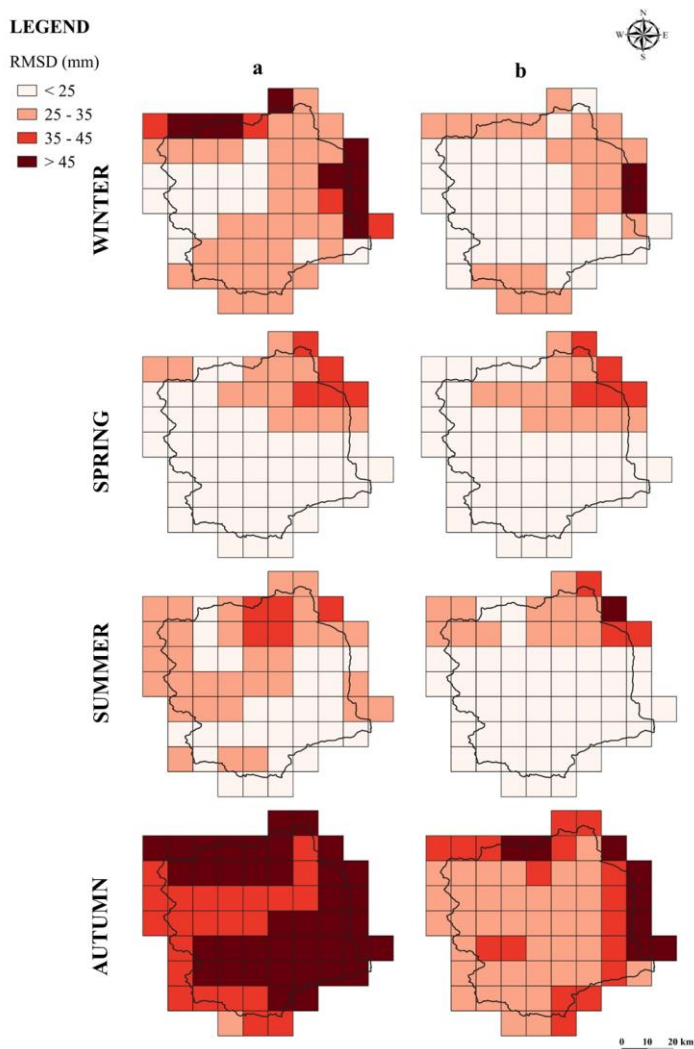 LEGEND
RMSD (mm)
< 25
25 - 35
35 - 45
> 45
N
W E
S
a b
WINTER
SPRING
SUMMER
AUTUMN
0 10 20 km